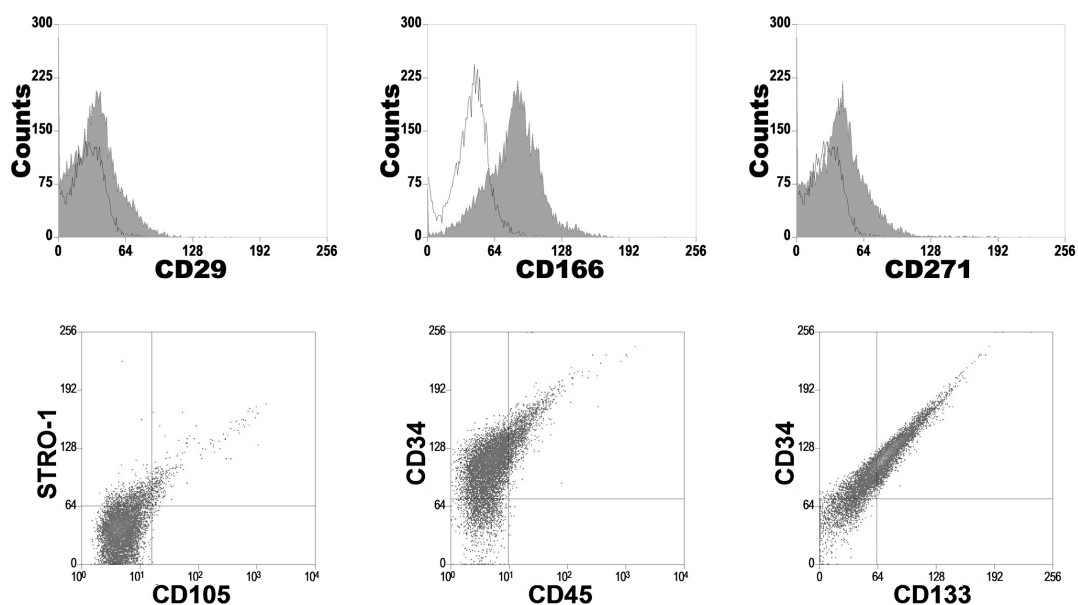 300 300 300
225 225 225
Counts Counts Counts
150 150 150
75 75 75
0 0 0
0 64 128 192 256 0 64 128 192 256 0 64 128 192 256
CD29 CD166 CD271
256 256 256
192 192 192
STRO-1 CD34 CD34
128 128 128
64 64 64
0 0 0
10⁰ 10¹ 10² 10³ 10⁴ 10⁰ 10¹ 10² 10³ 10⁴ 0 64 128 192 256
CD105 CD45 CD133